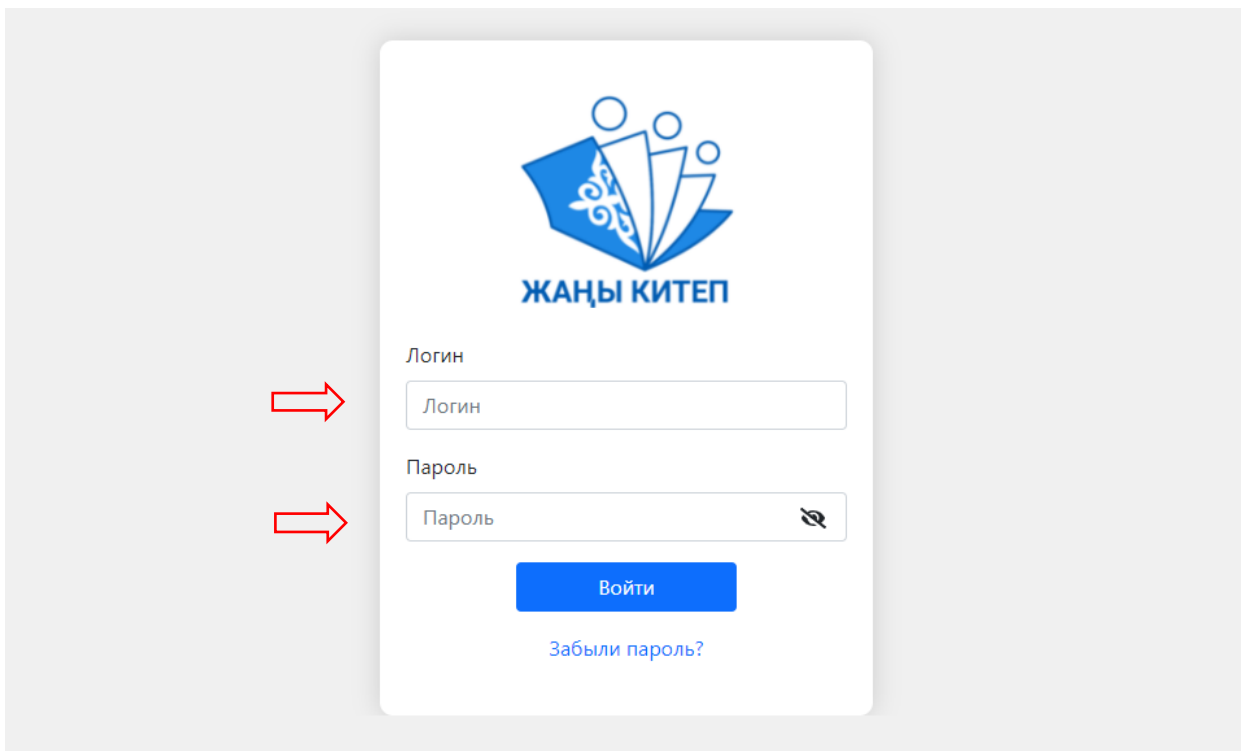 ЖАҢЫ КИТЕП
Логин
Логин
Пароль
Пароль
Войти
Забыли пароль?